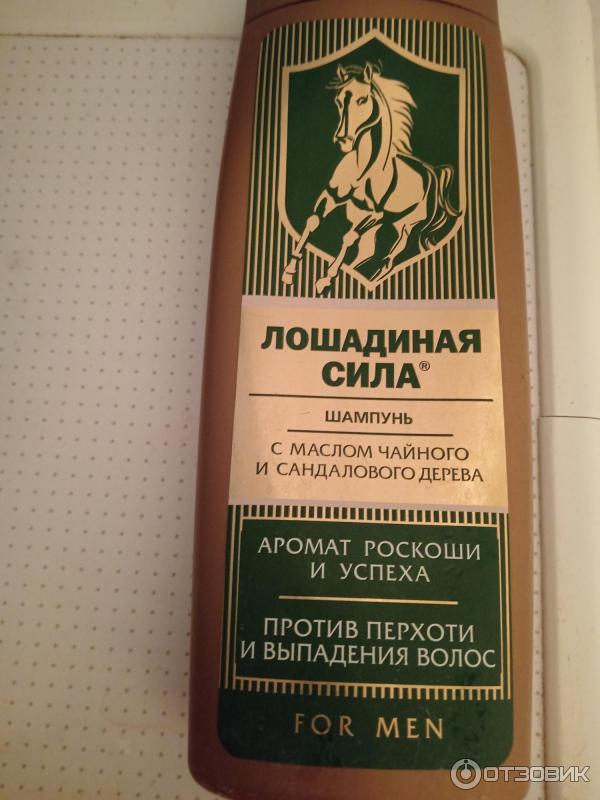 ЛОШАДИНАЯ
СИЛА®
ШАМПУНЬ
С МАСЛОМ ЧАЙНОГО
И САНДАЛОВОГО ДЕРЕВА
АРОМАТ РОСКОШИ
И УСПЕХА
ПРОТИВ ПЕРХОТИ
И ВЫПАДЕНИЯ ВОЛОС
FOR MEN
ОТЗОВИК